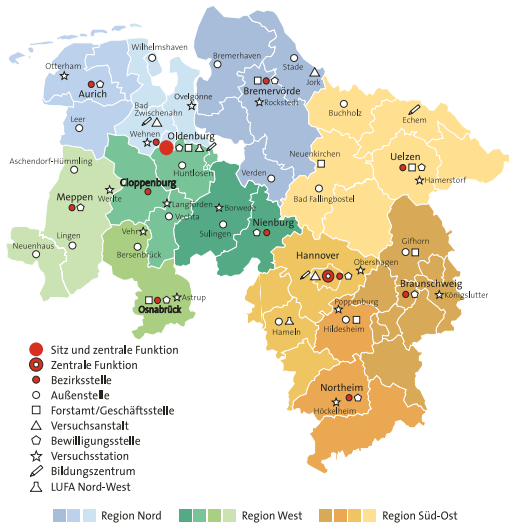 Wilhelmshaven
Bremerhaven
Otterham
Stade
Jork
Aurich
Bremervörde
Ovelgönne
Rockstedt
Bad
Zwischenahn
Buchholz
Echem
Leer
Wehnen
Oldenburg
Uelzen
Aschendorf-Hümmling
Huntlosen
Neuenkirchen
Verden
Hamerstorf
Cloppenburg
Meppen
Werlte
Langförden
Borwede
Bad Fallingbostel
Vechta
Nienburg
Vehr
Sulingen
Lingen
Gifhorn
Neuenhaus
Bersenbrück
Hannover
Obershagen
Braunschweig
Astrup
Königslutter
Osnabrück
Poppenburg
Hameln
Hildesheim
Northeim
Höckelheim
Sitz und zentrale Funktion
Zentrale Funktion
Bezirksstelle
Außenstelle
Forstamt/Geschäftsstelle
Versuchsanstalt
Bewilligungsstelle
Versuchsstation
Bildungszentrum
LUFA Nord-West
Region Nord
Region West
Region Süd-Ost